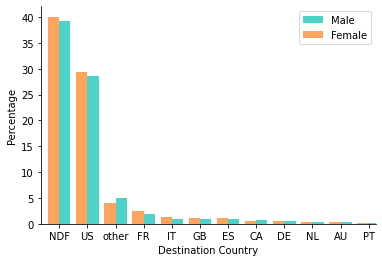 Male
Female
Percentage
40
35
30
25
20
15
10
5
0
NDF US other FR IT GB ES CA DE NL AU PT
Destination Country